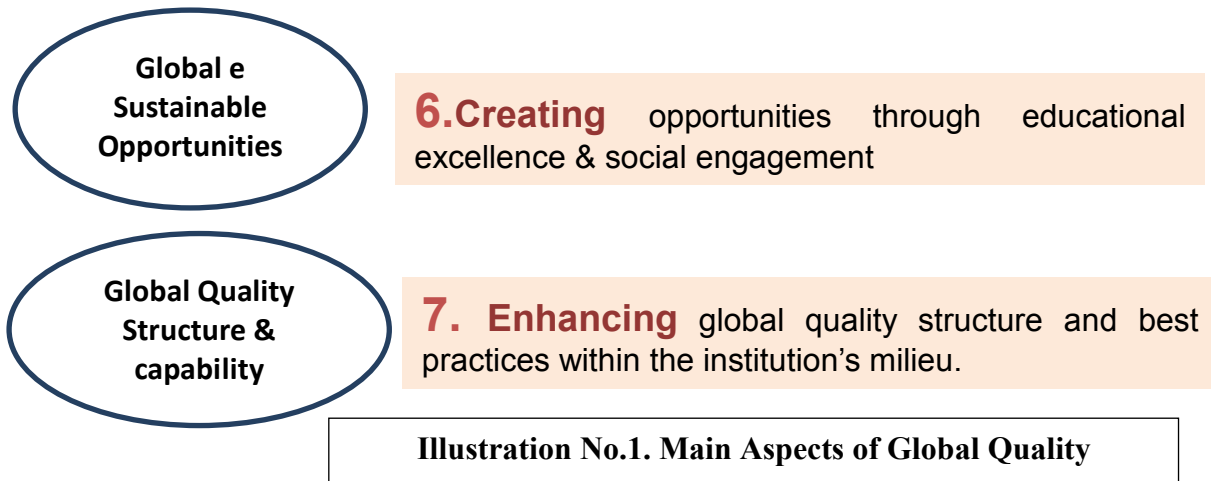 Global e
Sustainable
Opportunities
6.Creating opportunities through educational
excellence & social engagement
Global Quality
Structure &
capability
7. Enhancing global quality structure and best
practices within the institution’s milieu.
Illustration No.1. Main Aspects of Global Quality